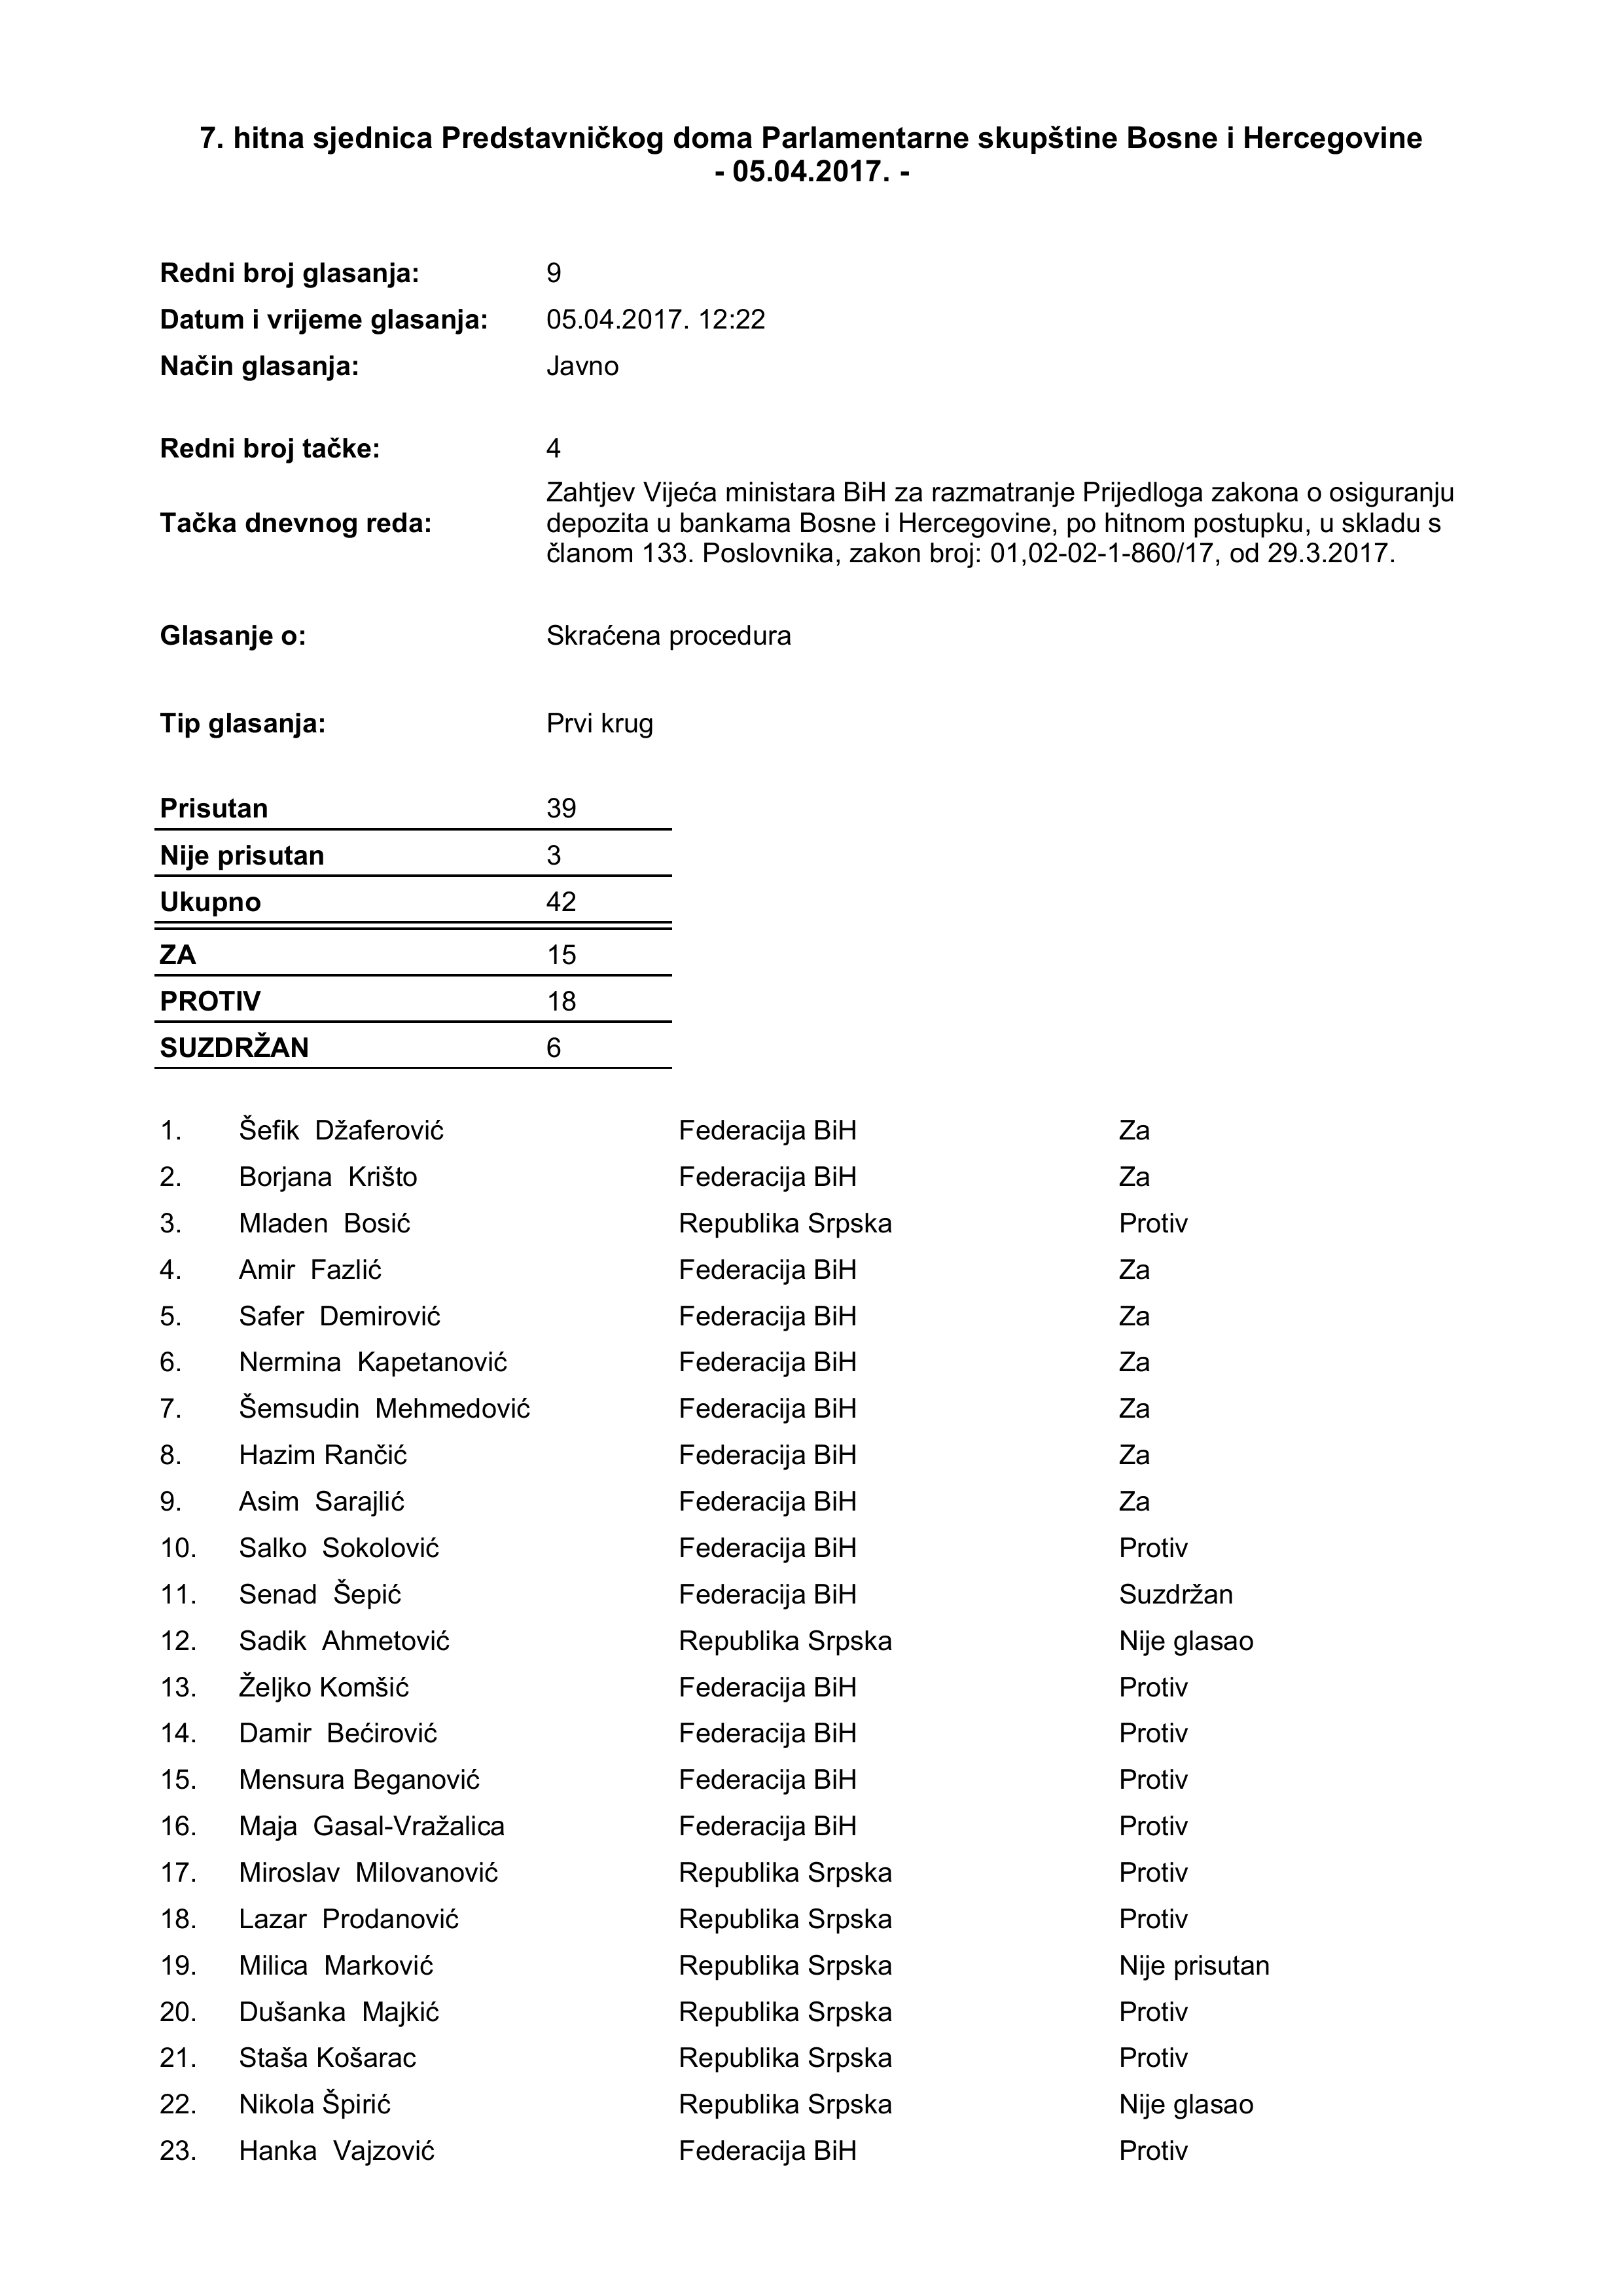 7. hitna sjednica Predstavničkog doma Parlamentarne skupštine Bosne i Hercegovine
- 05.04.2017. -
Redni broj glasanja: 9
Datum i vrijeme glasanja: 05.04.2017. 12:22
Način glasanja: Javno
Redni broj tačke: 4
Tačka dnevnog reda: Zahtjev Vijeća ministara BiH za razmatranje Prijedloga zakona o osiguranju
depozita u bankama Bosne i Hercegovine, po hitnom postupku, u skladu s
članom 133. Poslovnika, zakon broj: 01,02-02-1-860/17, od 29.3.2017.
Glasanje o: Skraćena procedura
Tip glasanja: Prvi krug
Prisutan 39
Nije prisutan 3
Ukupno 42
ZA 15
PROTIV 18
SUZDRŽAN 6
1. Šefik Džaferović Federacija BiH Za
2. Borjana Krišto Federacija BiH Za
3. Mladen Bosić Republika Srpska Protiv
4. Amir Fazlić Federacija BiH Za
5. Safer Demirović Federacija BiH Za
6. Nermina Kapetanović Federacija BiH Za
7. Šemsudin Mehmedović Federacija BiH Za
8. Hazim Rančić Federacija BiH Za
9. Asim Sarajlić Federacija BiH Za
10. Salko Sokolović Federacija BiH Protiv
11. Senad Šepić Federacija BiH Suzdržan
12. Sadik Ahmetović Republika Srpska Nije glasao
13. Željko Komšić Federacija BiH Protiv
14. Damir Bećirović Federacija BiH Protiv
15. Mensura Beganović Federacija BiH Protiv
16. Maja Gasal-Vražalica Federacija BiH Protiv
17. Miroslav Milovanović Republika Srpska Protiv
18. Lazar Prodanović Republika Srpska Protiv
19. Milica Marković Republika Srpska Nije prisutan
20. Dušanka Majkić Republika Srpska Protiv
21. Staša Košarac Republika Srpska Protiv
22. Nikola Špirić Republika Srpska Nije glasao
23. Hanka Vajzović Federacija BiH Protiv